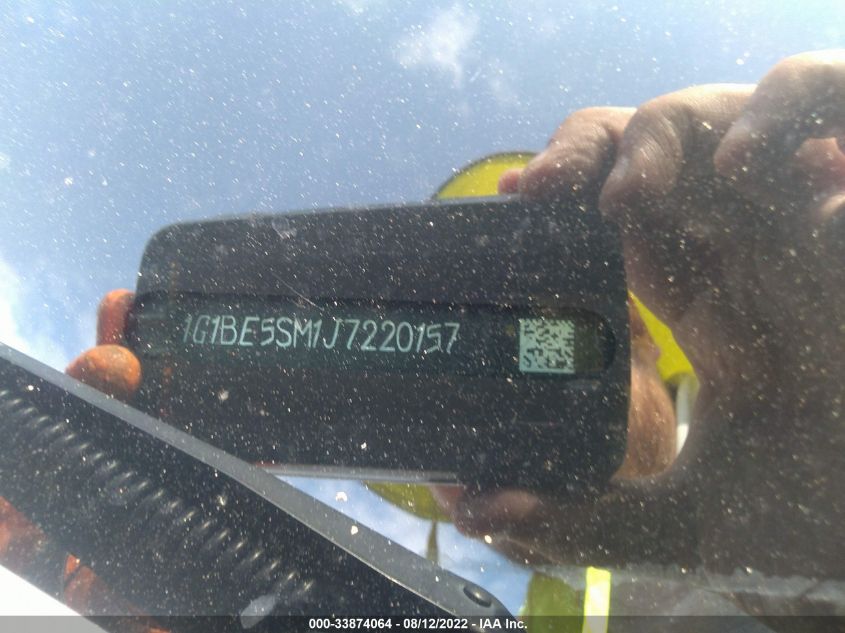 1G1BE5SM1J7220157
000-33874064 - 08/12/2022 - IAA Inc.